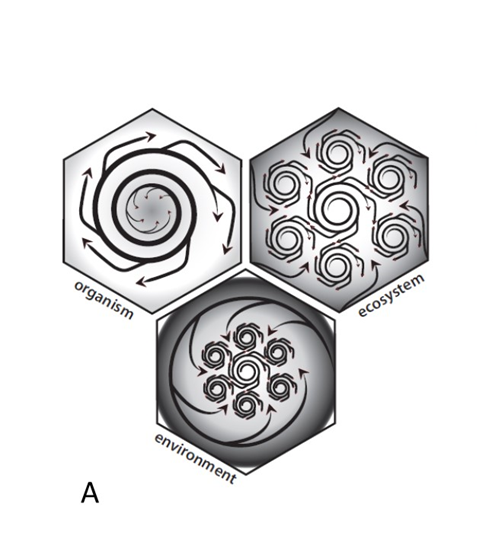 organism
ecosystem
environment
A